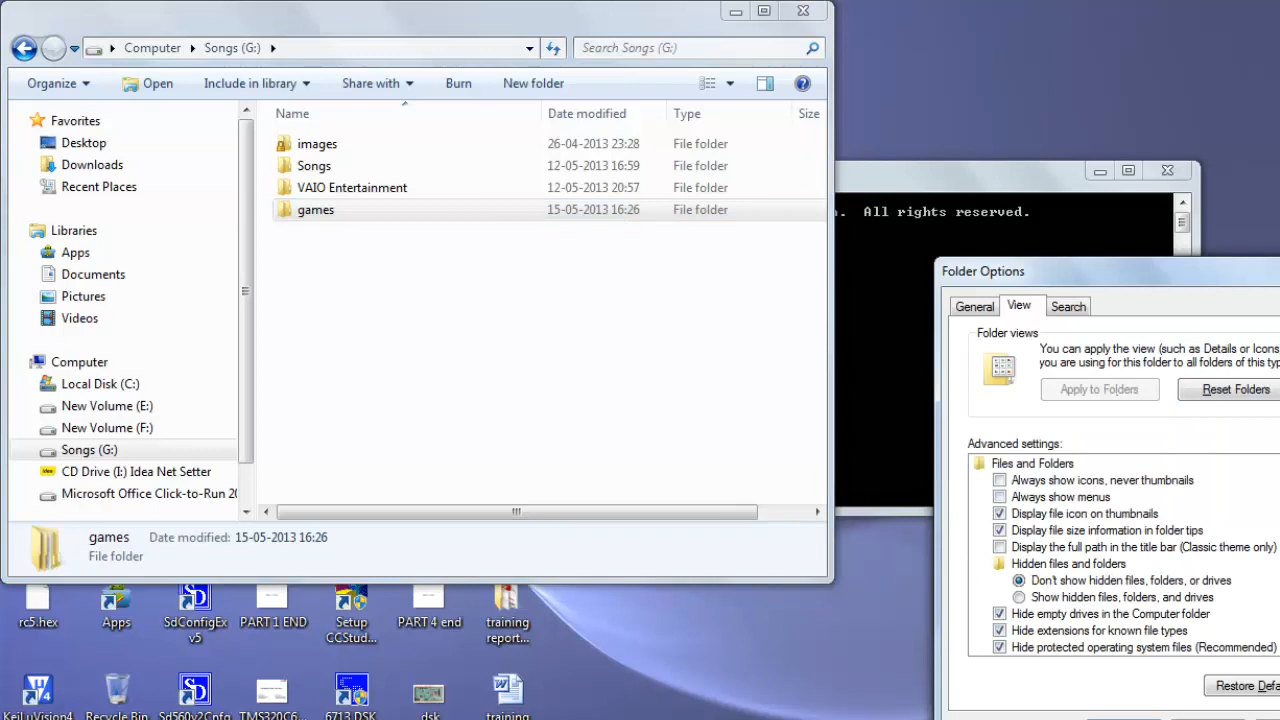 Computer
Songs (G:)
Search Songs (G:)
Organize
Open
Include in library
Share with
Burn
New folder
Favorites
Desktop
Downloads
Recent Places
Libraries
Apps
Documents
Pictures
Videos
Computer
Local Disk (C:)
New Volume (E:)
New Volume (F:)
Songs (G:)
CD Drive (I:) Idea Net Setter
Microsoft Office Click-to-Run 20
Name
Date modified
Type
Size
images
26-04-2013 23:28
File folder
Songs
12-05-2013 16:59
File folder
VAIO Entertainment
12-05-2013 20:57
File folder
games
15-05-2013 16:26
File folder
games
Date modified: 15-05-2013 16:26
File folder
All rights reserved.
Folder Options
General
View
Search
Folder views
You can apply the view (such as Details or Icons
you are using for this folder to all folders of this typ
Apply to Folders
Reset Folders
Advanced settings:
Files and Folders
Always show icons, never thumbnails
Always show menus
Display file icon on thumbnails
Display file size information in folder tips
Display the full path in the title bar (Classic theme only)
Hidden files and folders
Don't show hidden files, folders, or drives
Show hidden files, folders, and drives
Hide empty drives in the Computer folder
Hide extensions for known file types
Hide protected operating system files (Recommended)
Restore Defa
rc5.hex
Apps
SdConfigEx
v5
PART 1 END
Setup
CCStud...
PART 4 end
training
report...
KeiLuVision4
Recycle Bin
Sd560v2Cnfg
TMS320C6...
6713 DSK
dsk
training